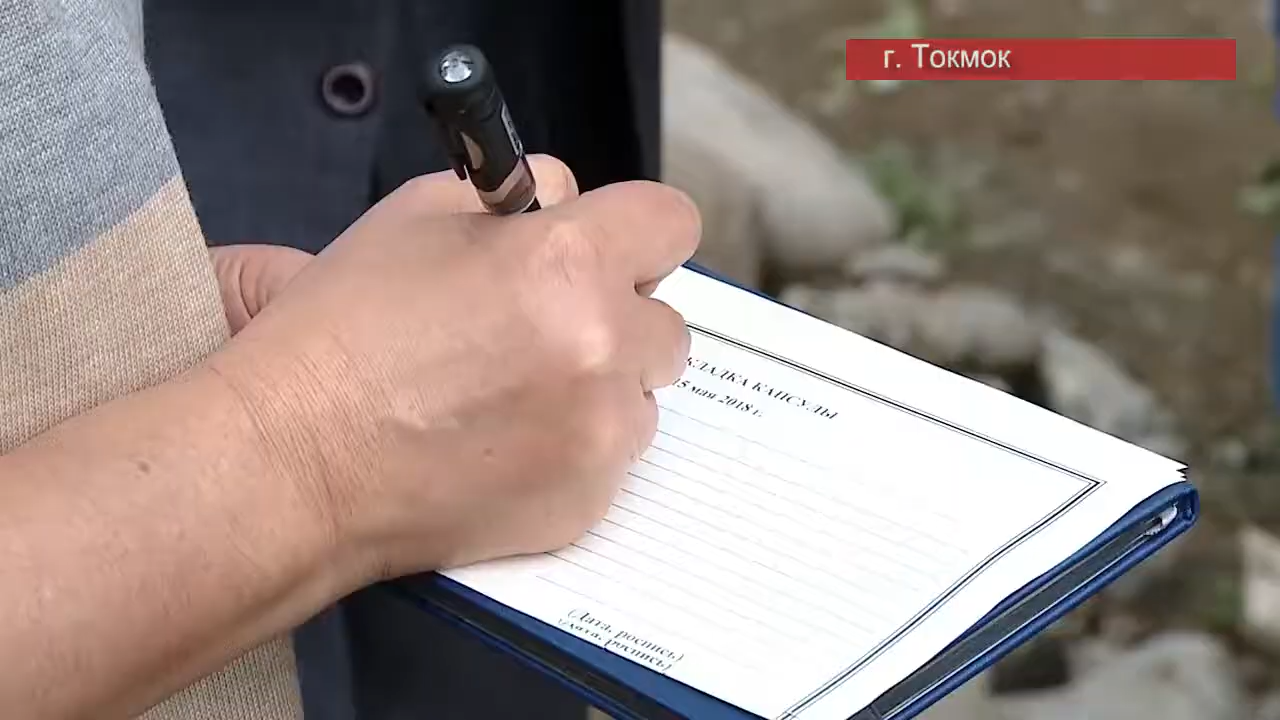 г. Токмок
КЛАДКА КАПСУЛЫ
15 мая 2018 г.
(Дата, роспись)
(Дата, роспись)